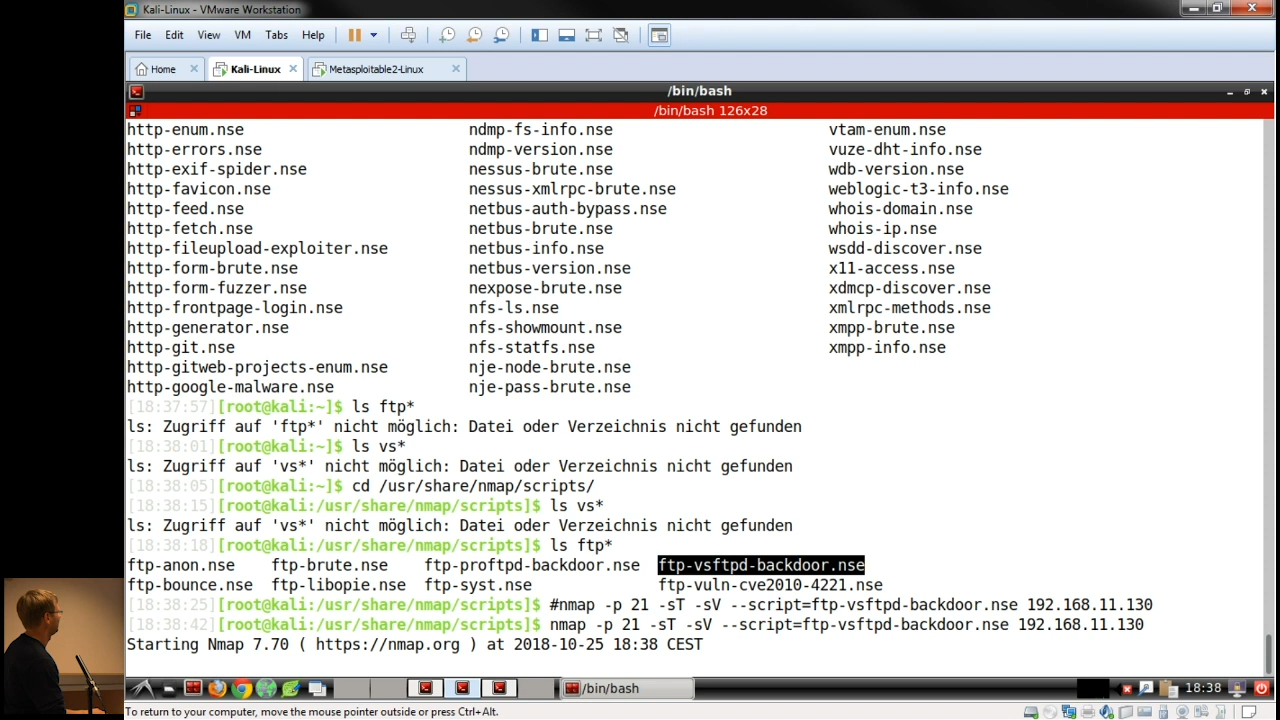 Kali-Linux - VMware Workstation
File Edit View VM Tabs Help
Home Kali-Linux Metasploitable2-Linux
/bin/bash
/bin/bash 126x28
http-enum.nse ndmp-fs-info.nse vtam-enum.nse
http-errors.nse ndmp-version.nse vuze-dht-info.nse
http-exif-spider.nse nessus-brute.nse wdb-version.nse
http-favicon.nse nessus-xmlrpc-brute.nse weblogic-t3-info.nse
http-feed.nse netbus-auth-bypass.nse whois-domain.nse
http-fetch.nse netbus-brute.nse whois-ip.nse
http-fileupload-exploiter.nse netbus-info.nse wsdd-discover.nse
http-form-brute.nse netbus-version.nse x11-access.nse
http-form-fuzzer.nse nexpose-brute.nse xdmcp-discover.nse
http-frontpage-login.nse nfs-ls.nse xmlrpc-methods.nse
http-generator.nse nfs-showmount.nse xmpp-brute.nse
http-git.nse nfs-statfs.nse xmpp-info.nse
http-gitweb-projects-enum.nse nje-node-brute.nse
http-google-malware.nse nje-pass-brute.nse
[18:37:57][root@kali:~]$ ls ftp*
ls: Zugriff auf 'ftp*' nicht möglich: Datei oder Verzeichnis nicht gefunden
[18:38:01][root@kali:~]$ ls vs*
ls: Zugriff auf 'vs*' nicht möglich: Datei oder Verzeichnis nicht gefunden
[18:38:05][root@kali:~]$ cd /usr/share/nmap/scripts/
[18:38:15][root@kali:/usr/share/nmap/scripts]$ ls vs*
ls: Zugriff auf 'vs*' nicht möglich: Datei oder Verzeichnis nicht gefunden
[18:38:18][root@kali:/usr/share/nmap/scripts]$ ls ftp*
ftp-anon.nse ftp-brute.nse ftp-proftpd-backdoor.nse ftp-vsftpd-backdoor.nse
ftp-bounce.nse ftp-libopie.nse ftp-syst.nse ftp-vuln-cve2010-4221.nse
[18:38:25][root@kali:/usr/share/nmap/scripts]$ #nmap -p 21 -sT -sV --script=ftp-vsftpd-backdoor.nse 192.168.11.130
[18:38:42][root@kali:/usr/share/nmap/scripts]$ nmap -p 21 -sT -sV --script=ftp-vsftpd-backdoor.nse 192.168.11.130
Starting Nmap 7.70 ( https://nmap.org ) at 2018-10-25 18:38 CEST
/bin/bash 18:38
To return to your computer, move the mouse pointer outside or press Ctrl+Alt.